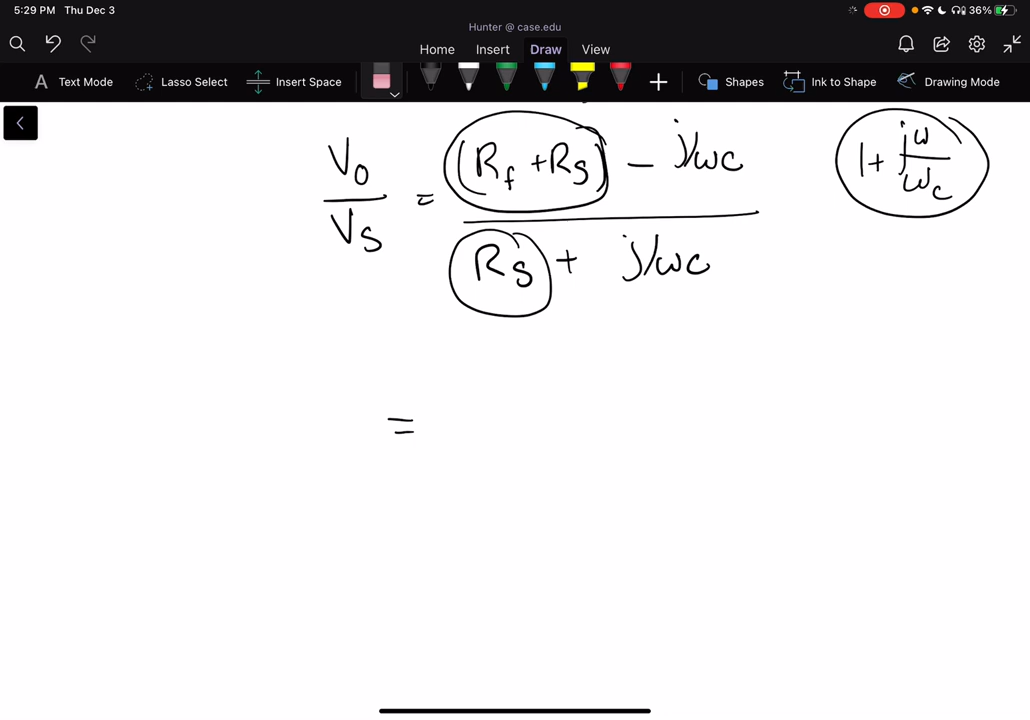 5:29 PM Thu Dec 3
36%
Hunter @ case.edu
Home Insert Draw View
Text Mode Lasso Select Insert Space Shapes Ink to Shape Drawing Mode
Vo/Vs = ((Rf + Rs) - j/ωc)/(Rs + j/ωc)
1 + jω/ωc
=